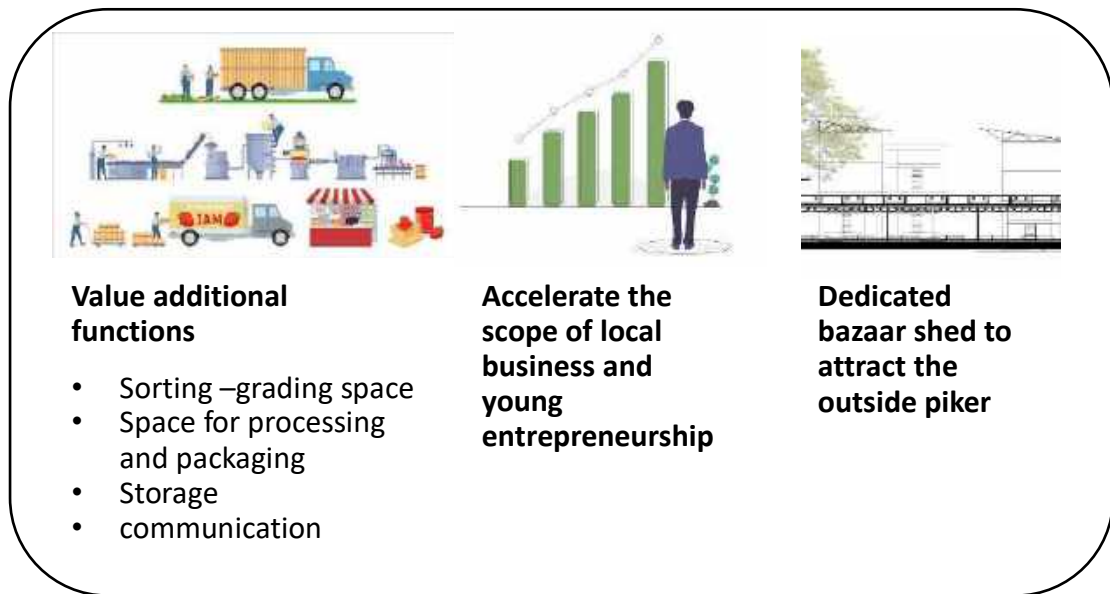 JAM
Value additional
functions
• Sorting –grading space
• Space for processing
and packaging
• Storage
• communication
Accelerate the
scope of local
business and
young
entrepreneurship
Dedicated
bazaar shed to
attract the
outside piker